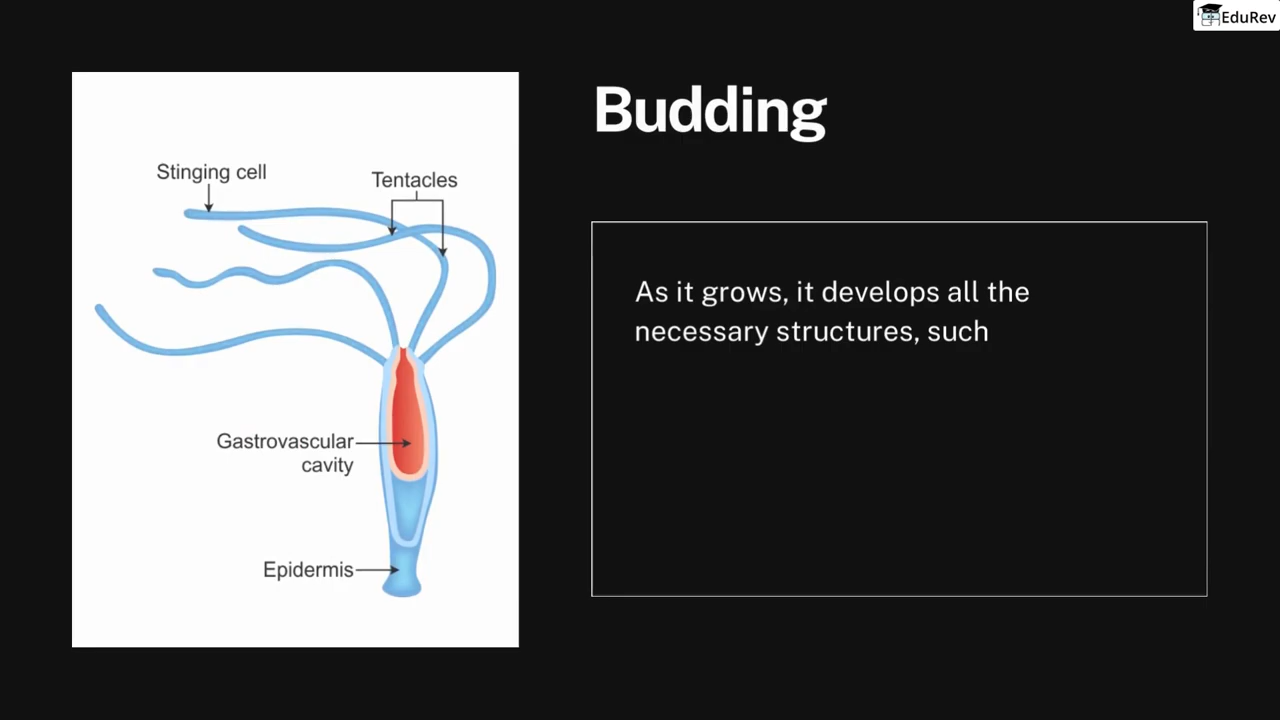 EduRev
Budding
Stinging cell
Tentacles
Gastrovascular
cavity
Epidermis
As it grows, it develops all the
necessary structures, such